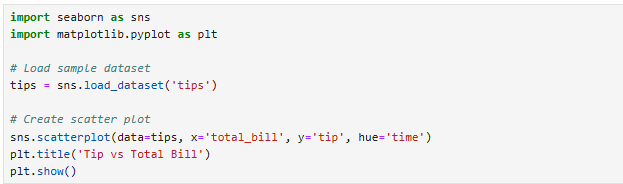 import seaborn as sns
import matplotlib.pyplot as plt
# Load sample dataset
tips = sns.load_dataset('tips')
# Create scatter plot
sns.scatterplot(data=tips, x='total_bill', y='tip', hue='time')
plt.title('Tip vs Total Bill')
plt.show()